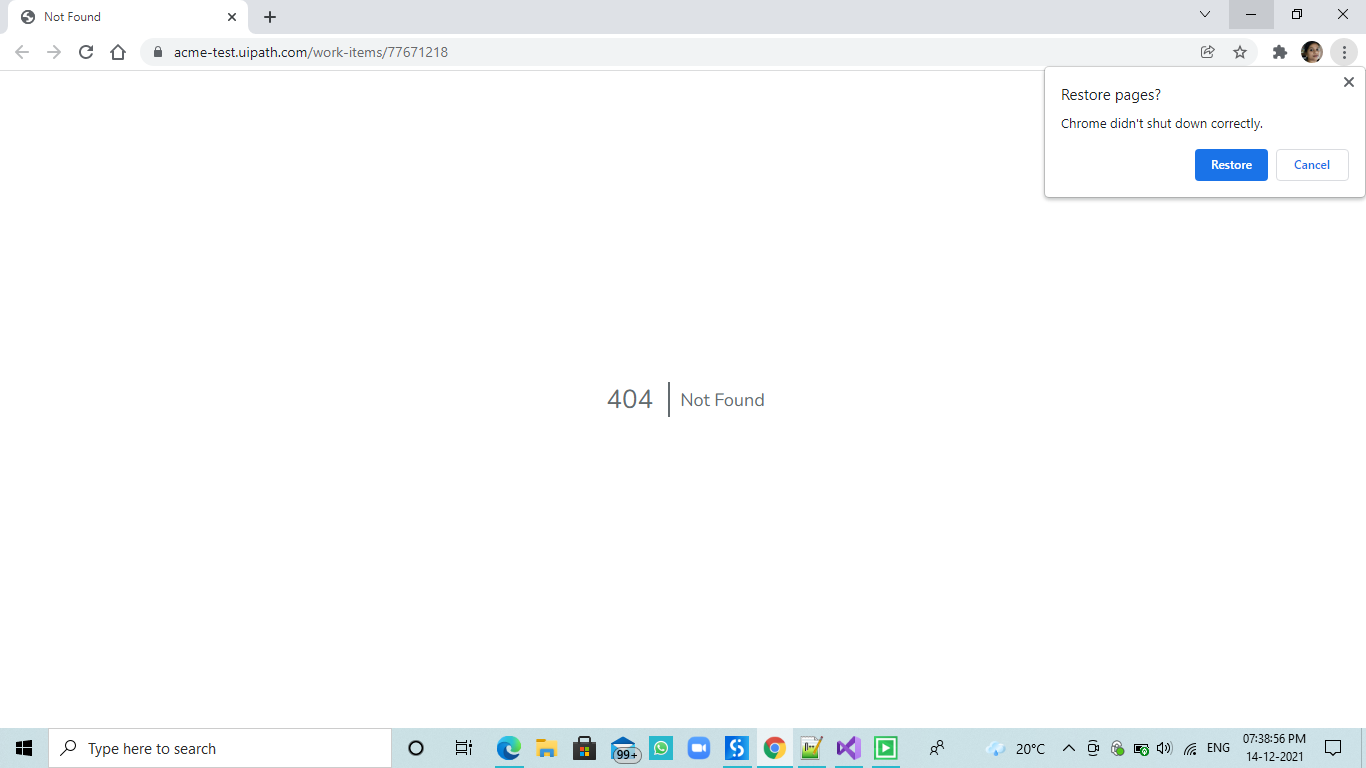 Not Found
acme-test.uipath.com/work-items/77671218
Restore pages?
Chrome didn't shut down correctly.
Restore
Cancel
404
Not Found
Type here to search
99+
20°C
ENG
07:38:56 PM
14-12-2021